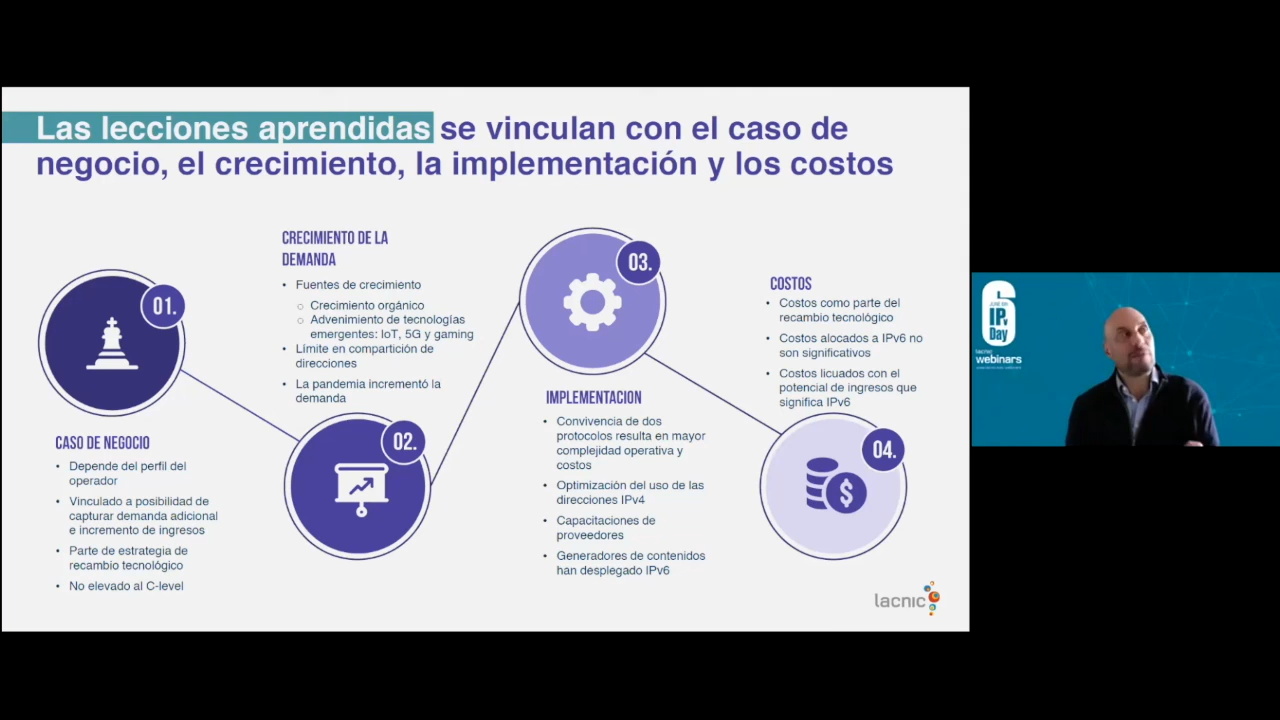 Las lecciones aprendidas se vinculan con el caso de
negocio, el crecimiento, la implementación y los costos
01.
CASO DE NEGOCIO
• Depende del perfil del
operador
• Vinculado a posibilidad de
capturar demanda adicional
e incremento de ingresos
• Parte de estrategia de
recambio tecnológico
• No elevado al C-level
CRECIMIENTO DE LA
DEMANDA
• Fuentes de crecimiento
○ Crecimiento orgánico
○ Advenimiento de tecnologías
emergentes: IoT, 5G y gaming
• Límite en compartición de
direcciones
• La pandemia incrementó la
demanda
02.
03.
IMPLEMENTACION
• Convivencia de dos
protocolos resulta en mayor
complejidad operativa y
costos
• Optimización del uso de las
direcciones IPv4
• Capacitaciones de
proveedores
• Generadores de contenidos
han desplegado IPv6
COSTOS
• Costos como parte del
recambio tecnológico
• Costos alocados a IPv6 no
son significativos
• Costos licuados con el
potencial de ingresos que
significa IPv6
04.
$
lacnic
6
IPv
Day
lacnic
webinars